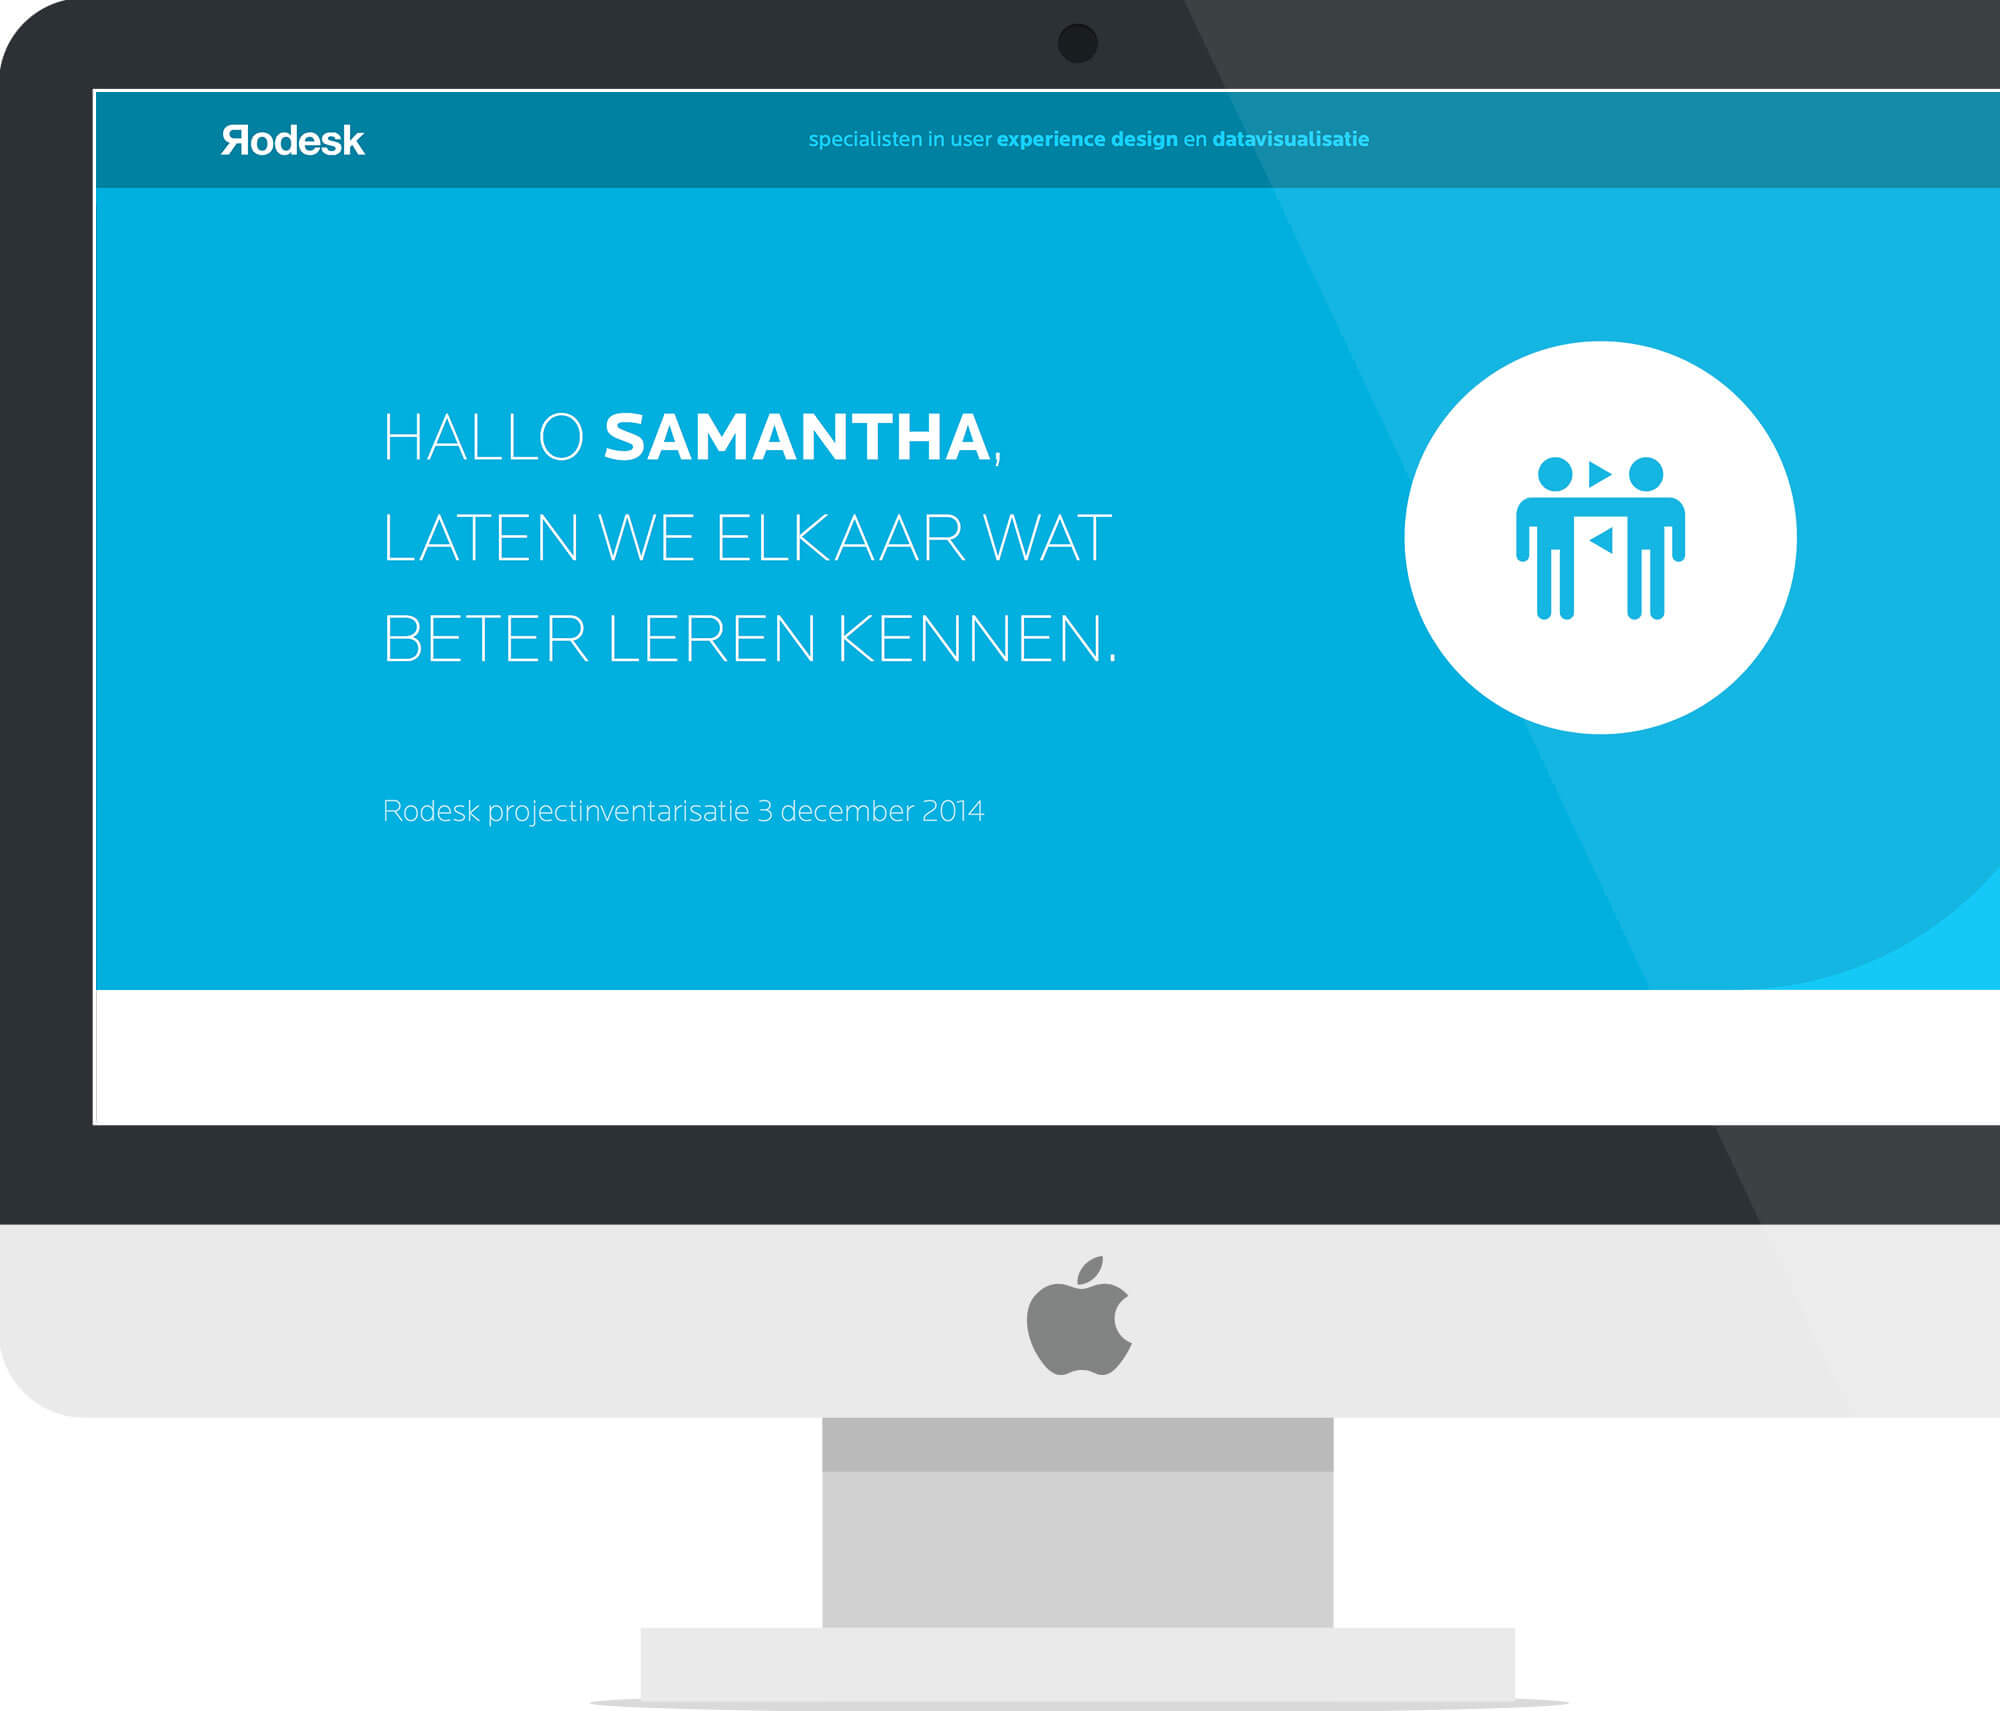 Rodesk
specialisten in user experience design en datavisualisatie
HALLO SAMANTHA,
LATEN WE ELKAAR WAT
BETER LEREN KENNEN.
Rodesk projectinventarisatie 3 december 2014